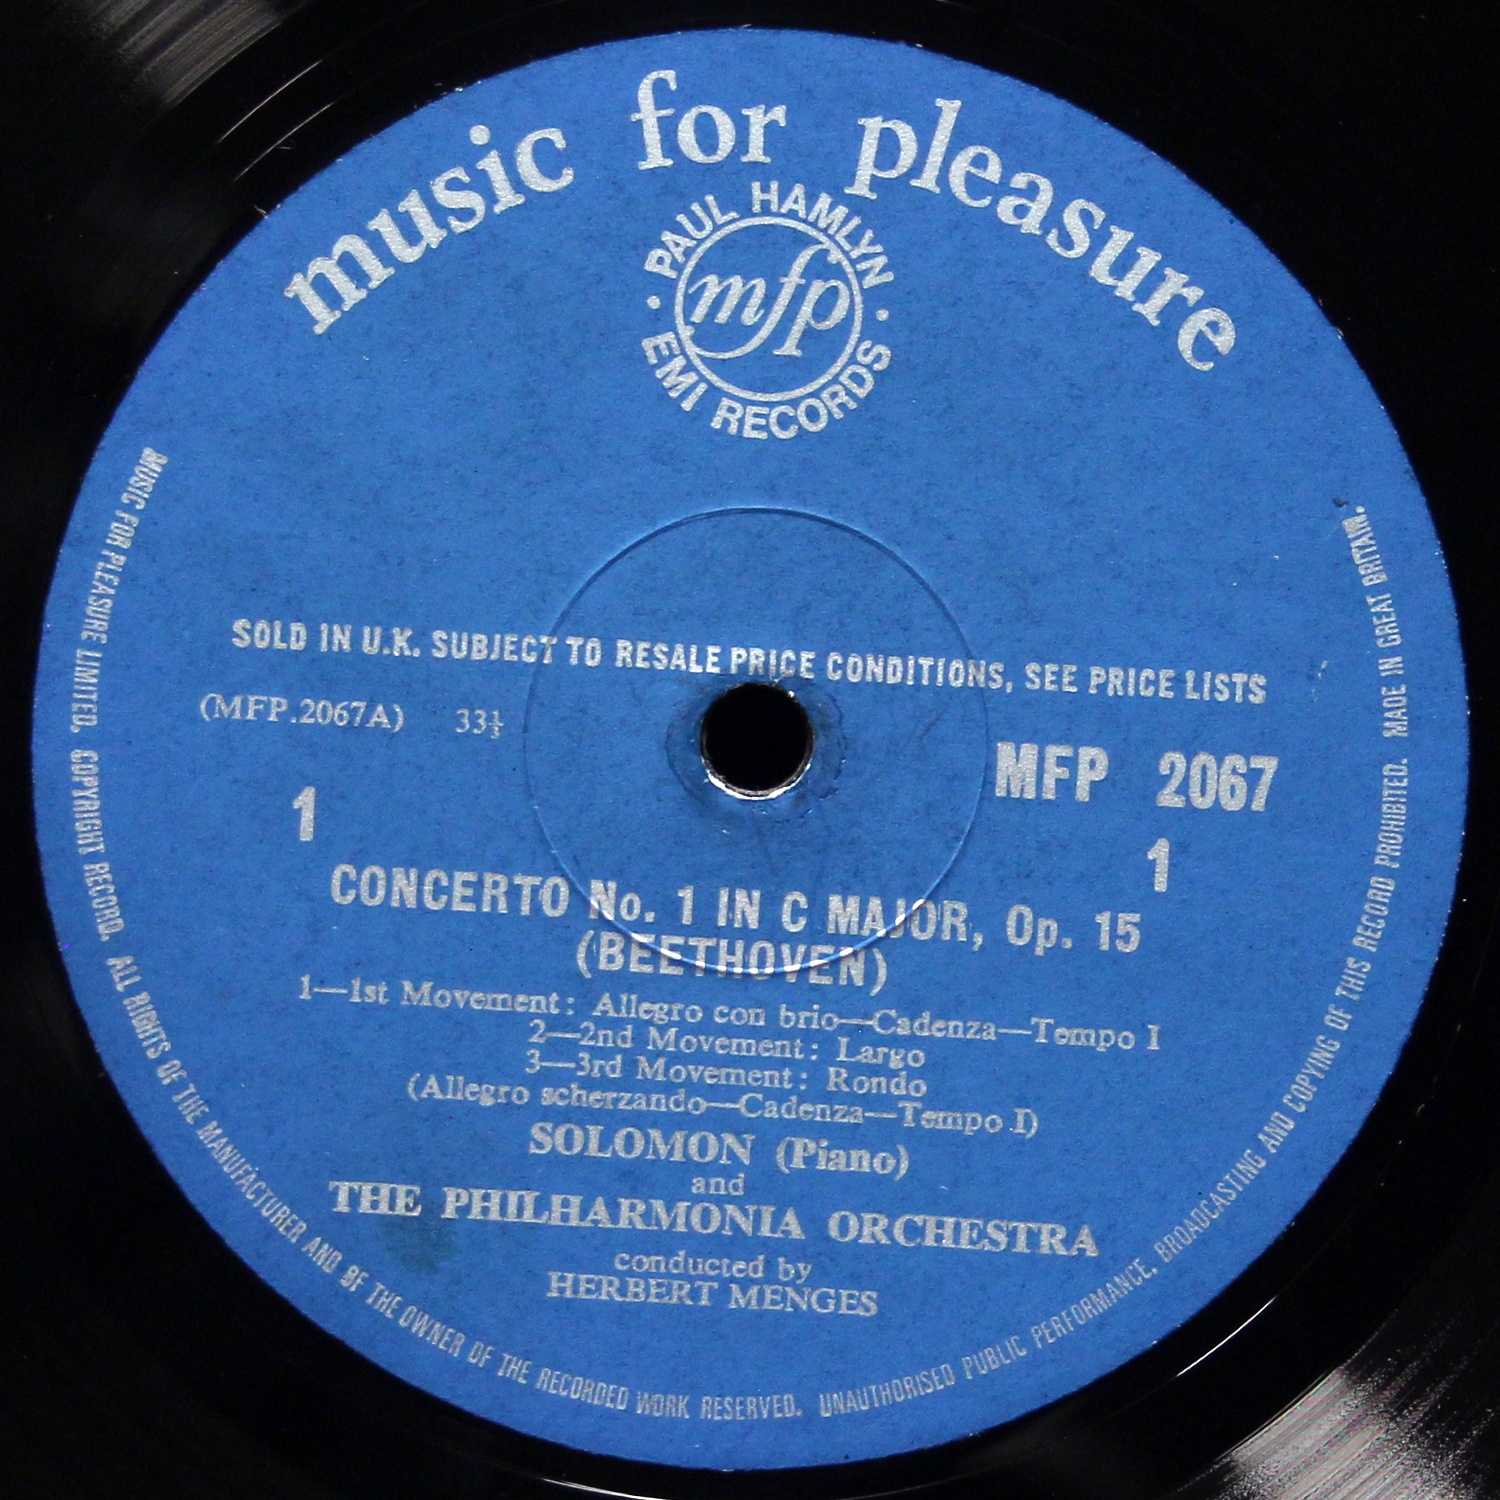 music for pleasure
PAUL HAMLYN
mfp
• EMI RECORDS •
SOLD IN U.K. SUBJECT TO RESALE PRICE CONDITIONS, SEE PRICE LISTS
(MFP.2067A) 33⅓
MFP 2067
1
1
CONCERTO No. 1 IN C MAJOR, Op. 15
(BEETHOVEN)
1—1st Movement: Allegro con brio—Cadenza—Tempo I
2—2nd Movement: Largo
3—3rd Movement: Rondo
(Allegro scherzando—Cadenza—Tempo I)
SOLOMON (Piano)
and
THE PHILHARMONIA ORCHESTRA
conducted by
HERBERT MENGES
MUSIC FOR PLEASURE LIMITED. COPYRIGHT RECORD. ALL RIGHTS OF THE MANUFACTURER AND OF THE OWNER OF THE RECORDED WORK RESERVED. UNAUTHORISED PUBLIC PERFORMANCE, BROADCASTING AND COPYING OF THIS RECORD PROHIBITED. MADE IN GREAT BRITAIN.